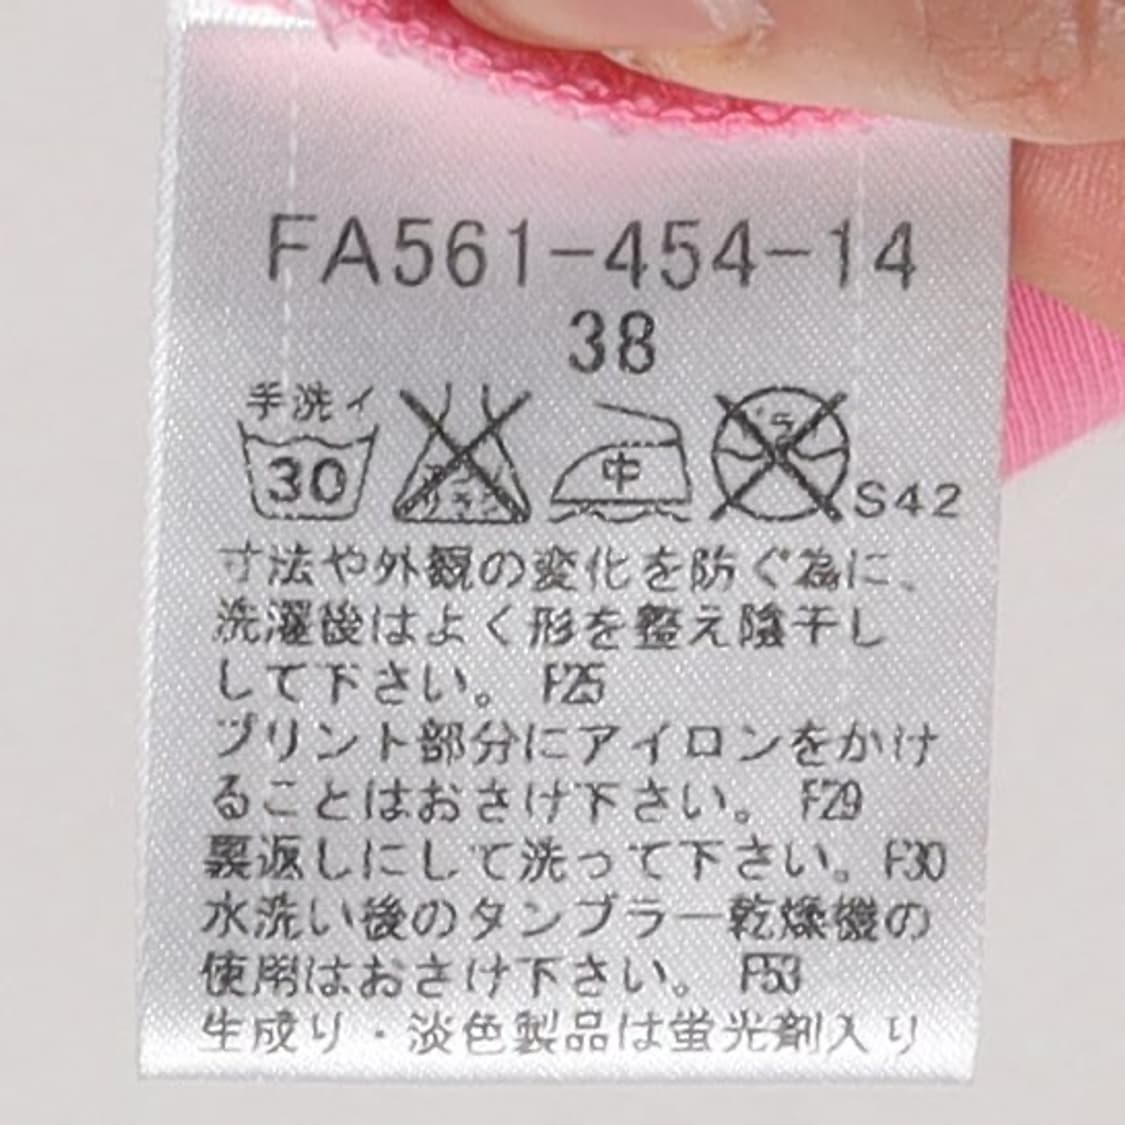 FA561-454-14
38
手洗イ
30 中 S42
寸法や外観の変化を防ぐ為に、
洗濯後はよく形を整え陰干し
して下さい。 F25
プリント部分にアイロンをかけ
ることはおさけ下さい。 F29
裏返しにして洗って下さい。F30
水洗い後のタンブラー乾燥機の
使用はおさけ下さい。 F53
生成り・淡色製品は蛍光剤入り